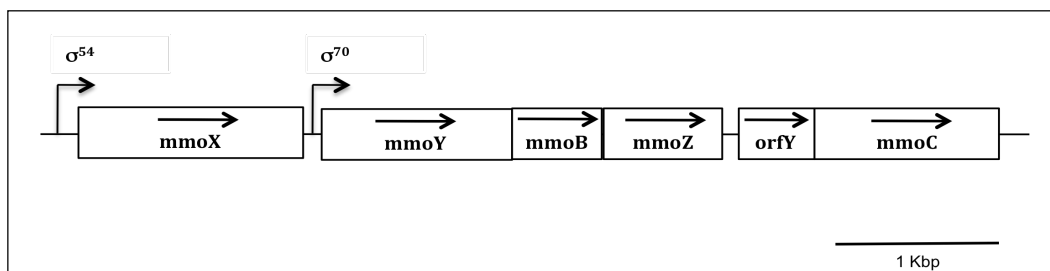 σ⁵⁴
σ⁷⁰
mmoX
mmoY
mmoB
mmoZ
orfY
mmoC
1 Kbp